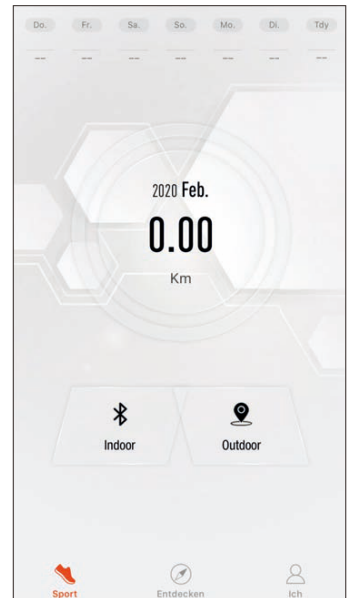 Do. Fr. Sa. So. Mo. Di. Tdy
-- -- -- -- -- -- --
2020 Feb.
0.00
Km
Indoor Outdoor
Sport Entdecken Ich